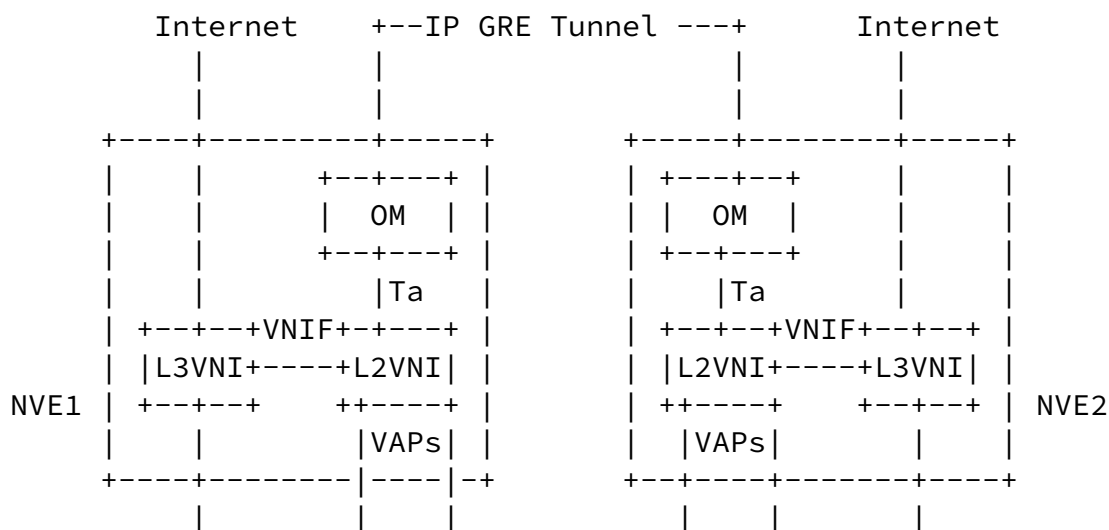 Internet +--IP GRE Tunnel ---+ Internet
OM OM
Ta Ta
VNIF VNIF
L3VNI L2VNI L2VNI L3VNI
NVE1 NVE2
VAPs VAPs